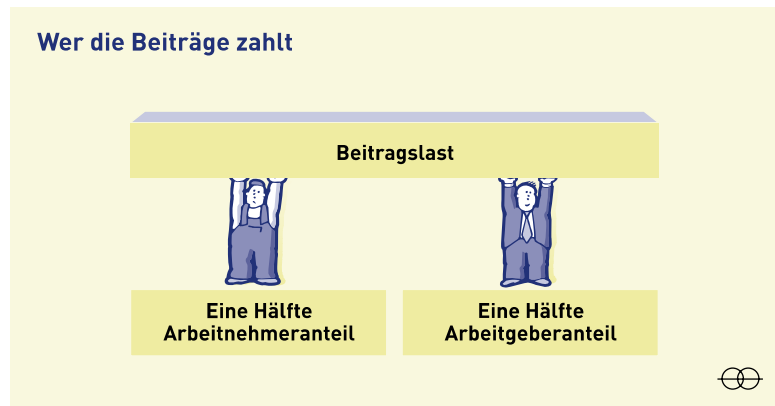 Wer die Beiträge zahlt
Beitragslast
Eine Hälfte
Arbeitnehmeranteil
Eine Hälfte
Arbeitgeberanteil